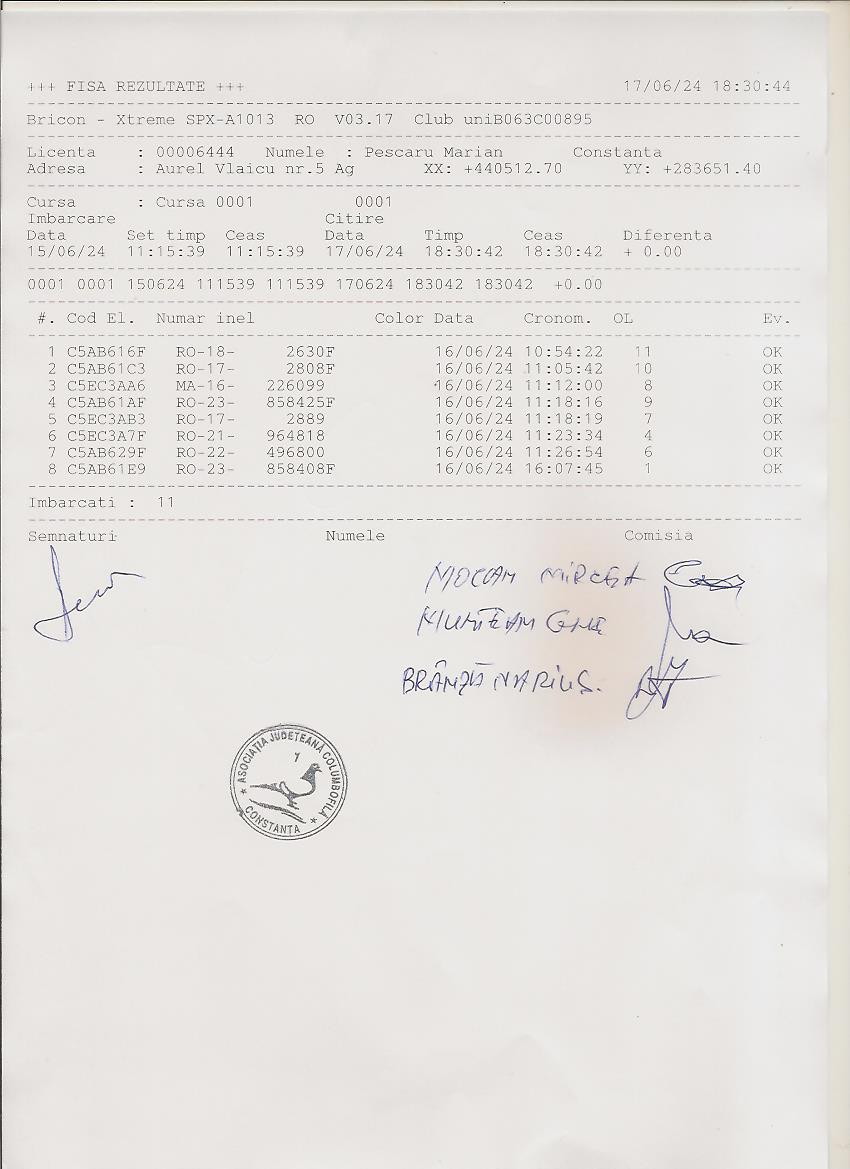 +++ FISA REZULTATE +++ 17/06/24 18:30:44
Bricon - Xtreme SPX-A1013 RO V03.17 Club uniB063C00895
Licenta : 00006444 Numele : Pescaru Marian Constanta
Adresa : Aurel Vlaicu nr.5 Ag XX: +440512.70 YY: +283651.40
Cursa : Cursa 0001 0001
Imbarcare Citire
Data Set timp Ceas Data Timp Ceas Diferenta
15/06/24 11:15:39 11:15:39 17/06/24 18:30:42 18:30:42 + 0.00
0001 0001 150624 111539 111539 170624 183042 183042 +0.00
#. Cod El. Numar inel Color Data Cronom. OL Ev.
1 C5AB616F RO-18- 2630F 16/06/24 10:54:22 11 OK
2 C5AB61C3 RO-17- 2808F 16/06/24 11:05:42 10 OK
3 C5EC3AA6 MA-16- 226099 16/06/24 11:12:00 8 OK
4 C5AB61AF RO-23- 858425F 16/06/24 11:18:16 9 OK
5 C5EC3AB3 RO-17- 2889 16/06/24 11:18:19 7 OK
6 C5EC3A7F RO-21- 964818 16/06/24 11:23:34 4 OK
7 C5AB629F RO-22- 496800 16/06/24 11:26:54 6 OK
8 C5AB61E9 RO-23- 858408F 16/06/24 16:07:45 1 OK
Imbarcati : 11
Semnaturi Numele Comisia
MIRCEA
BRÂNZĂ MARIUS.
ASOCIAȚIA JUDEȚEANĂ COLUMBOFILĂ
1
* CONSTANTA *